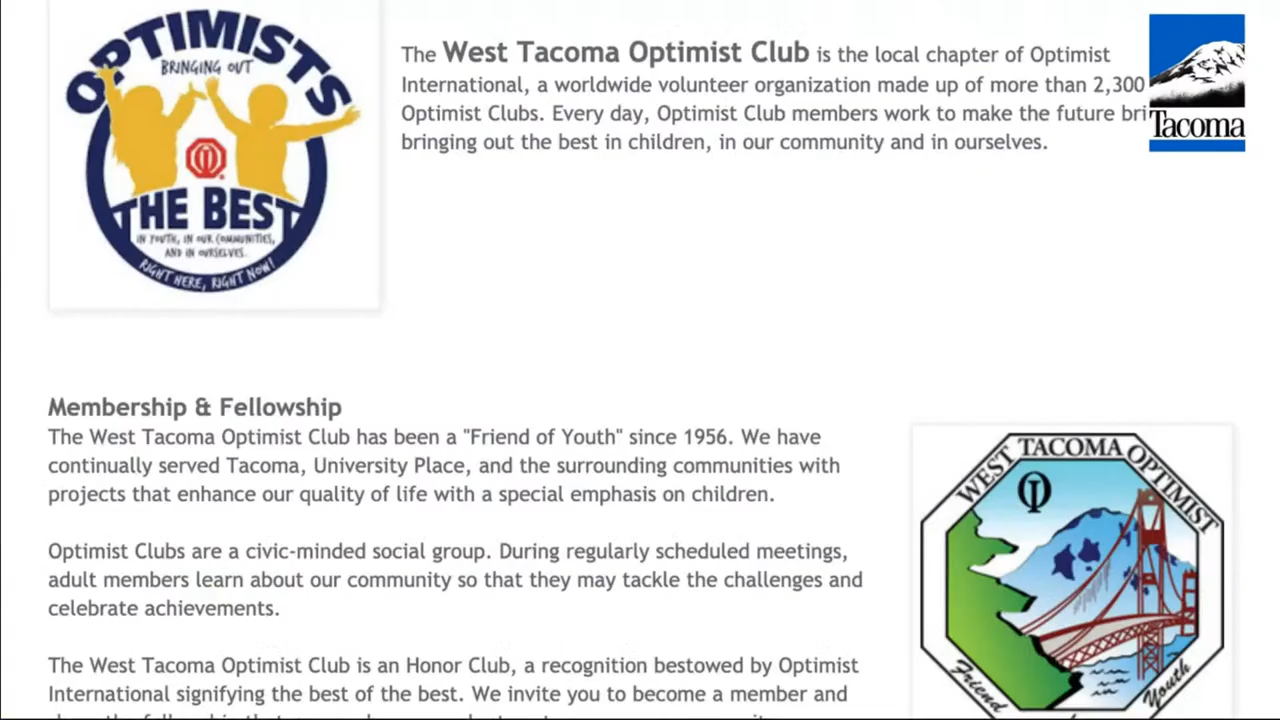 OPTIMISTS
BRINGING OUT
THE BEST
IN YOUTH, IN OUR COMMUNITIES,
AND IN OURSELVES.
RIGHT HERE, RIGHT NOW!
The West Tacoma Optimist Club is the local chapter of Optimist
International, a worldwide volunteer organization made up of more than 2,300
Optimist Clubs. Every day, Optimist Club members work to make the future bri
bringing out the best in children, in our community and in ourselves.
Tacoma
Membership & Fellowship
The West Tacoma Optimist Club has been a "Friend of Youth" since 1956. We have
continually served Tacoma, University Place, and the surrounding communities with
projects that enhance our quality of life with a special emphasis on children.
Optimist Clubs are a civic-minded social group. During regularly scheduled meetings,
adult members learn about our community so that they may tackle the challenges and
celebrate achievements.
The West Tacoma Optimist Club is an Honor Club, a recognition bestowed by Optimist
International signifying the best of the best. We invite you to become a member and
WEST TACOMA OPTIMIST
OI
Friend
Youth